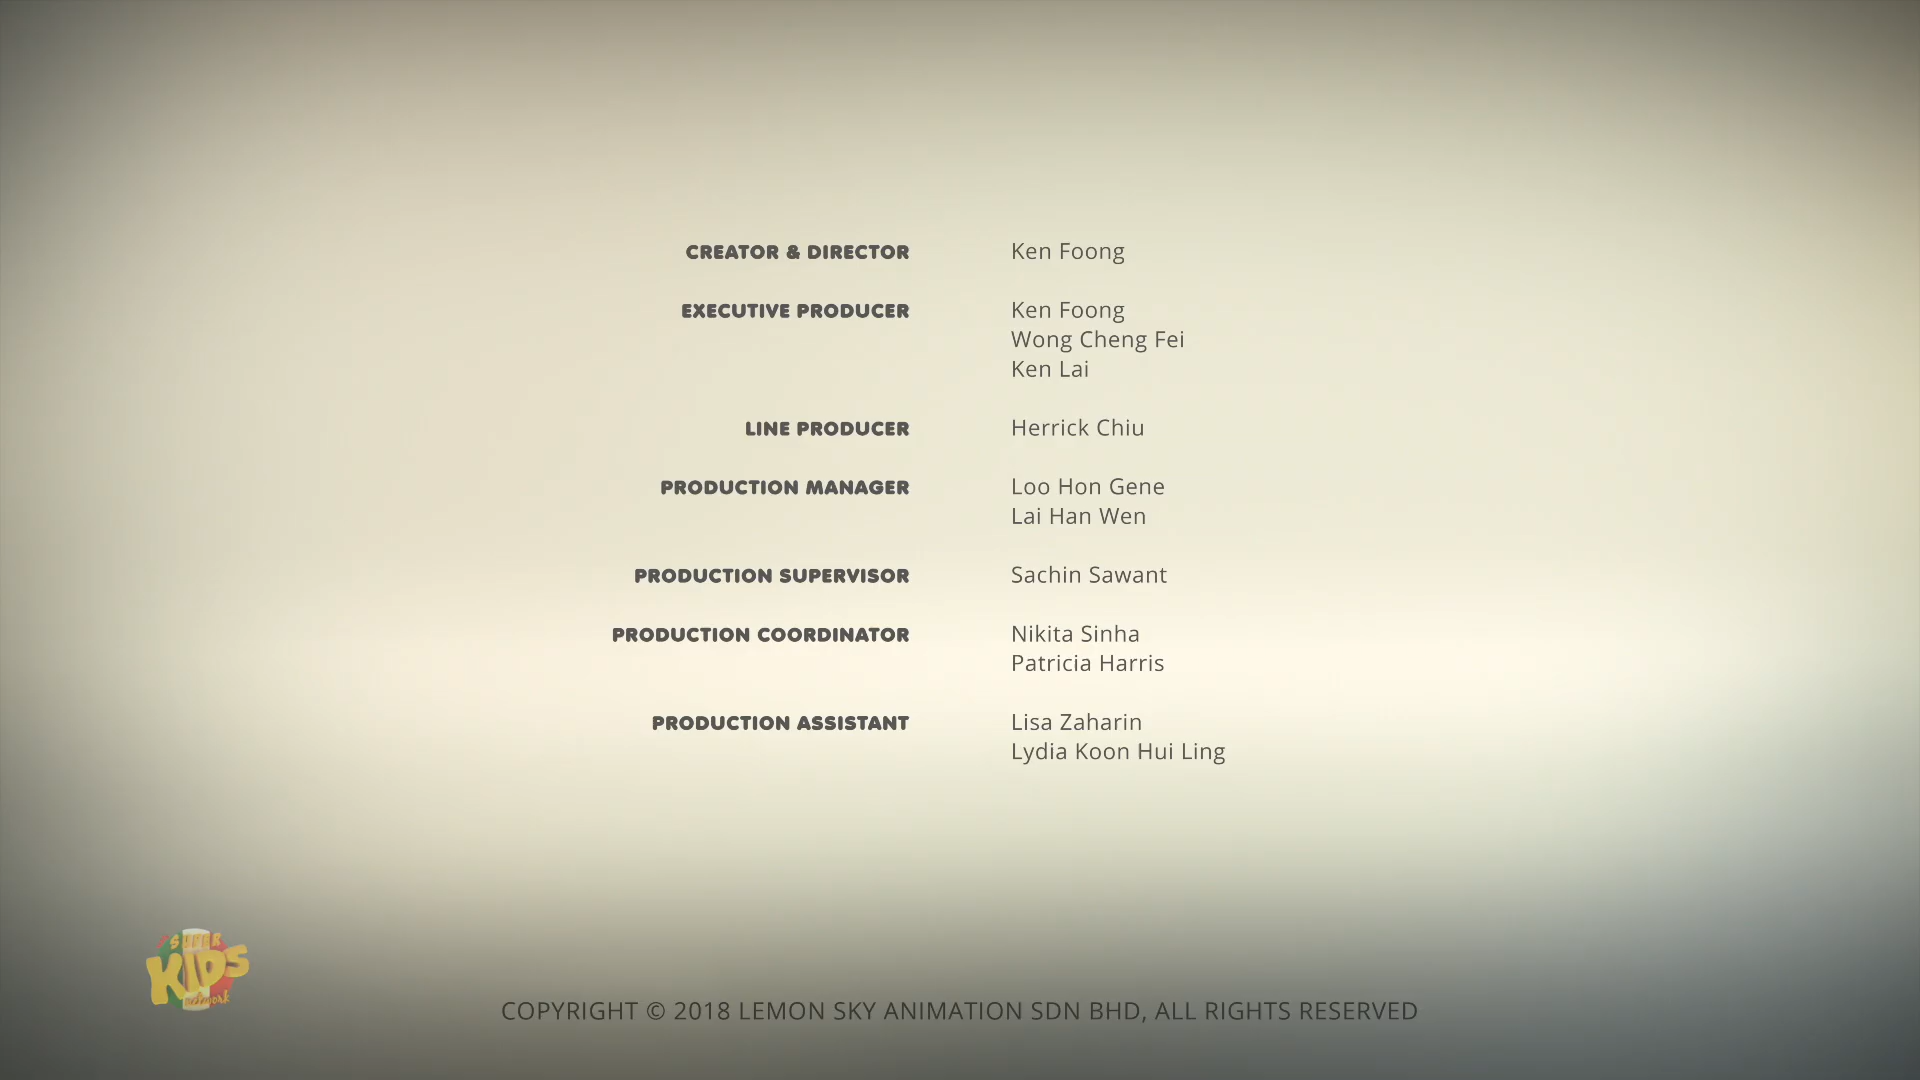 CREATOR & DIRECTOR Ken Foong
EXECUTIVE PRODUCER Ken Foong
Wong Cheng Fei
Ken Lai
LINE PRODUCER Herrick Chiu
PRODUCTION MANAGER Loo Hon Gene
Lai Han Wen
PRODUCTION SUPERVISOR Sachin Sawant
PRODUCTION COORDINATOR Nikita Sinha
Patricia Harris
PRODUCTION ASSISTANT Lisa Zaharin
Lydia Koon Hui Ling
SUPER
KIDS
network
COPYRIGHT © 2018 LEMON SKY ANIMATION SDN BHD, ALL RIGHTS RESERVED